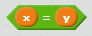 x = y